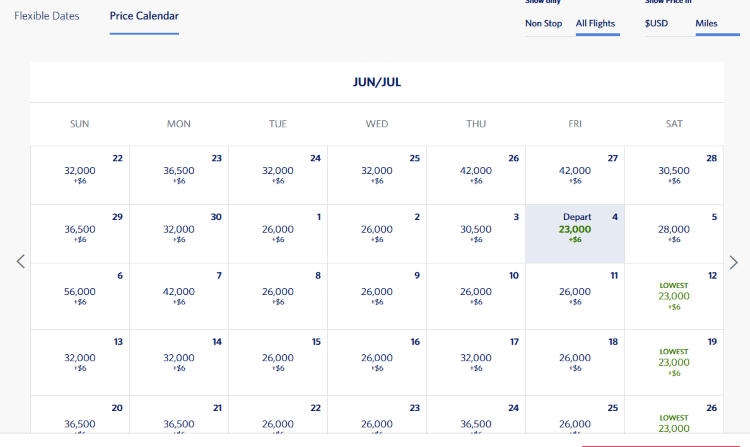 Show only Show Price in
Flexible Dates Price Calendar
Non Stop All Flights $USD Miles
JUN/JUL
SUN MON TUE WED THU FRI SAT
22 23 24 25 26 27 28
32,000 36,500 32,000 32,000 42,000 42,000 30,500
+$6 +$6 +$6 +$6 +$6 +$6 +$6
29 30 1 2 3 Depart 4 5
36,500 32,000 26,000 26,000 30,500 23,000 28,000
+$6 +$6 +$6 +$6 +$6 +$6 +$6
6 7 8 9 10 11 12
LOWEST
56,000 42,000 26,000 26,000 26,000 26,000 23,000
+$6 +$6 +$6 +$6 +$6 +$6 +$6
13 14 15 16 17 18 19
LOWEST
32,000 32,000 26,000 26,000 32,000 26,000 23,000
+$6 +$6 +$6 +$6 +$6 +$6 +$6
20 21 22 23 24 25 26
LOWEST
36,500 36,500 26,000 26,000 36,500 26,000 23,000